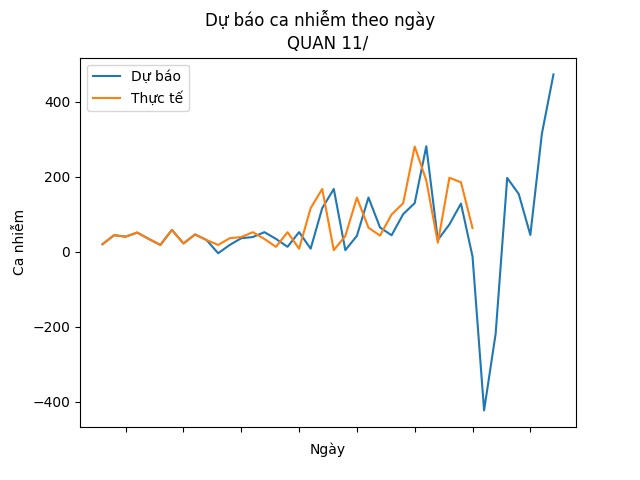 Dự báo ca nhiễm theo ngày
QUAN 11/
Dự báo
Thực tế
Ca nhiễm
400
200
0
−200
−400
Ngày